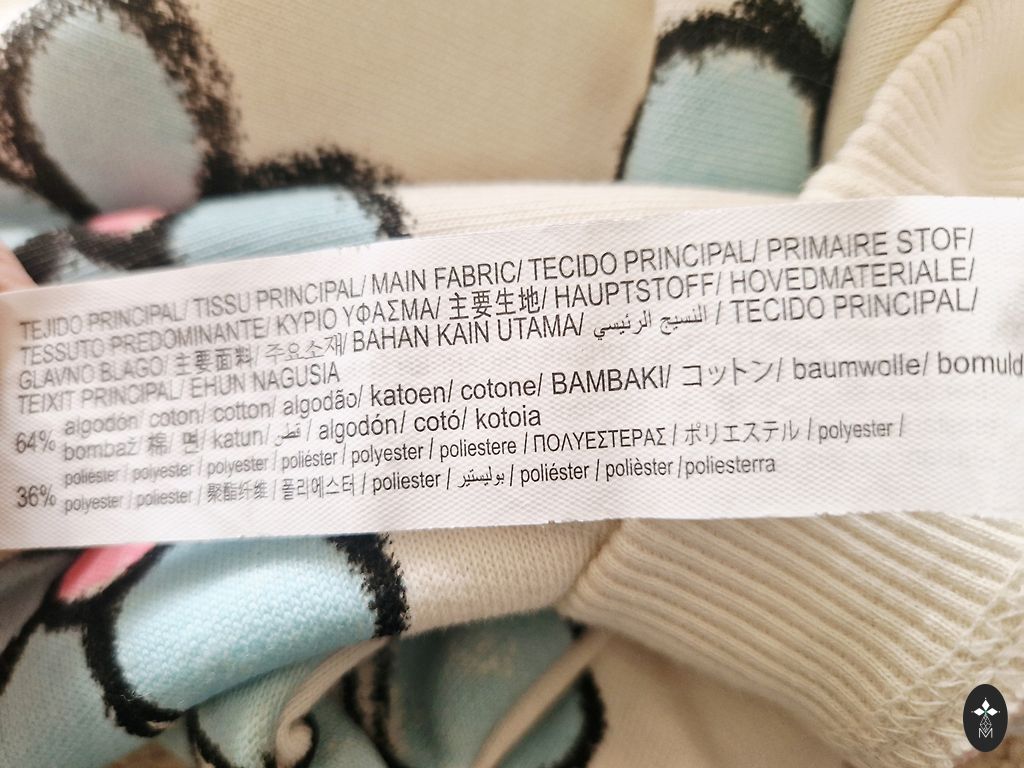 TEJIDO PRINCIPAL/ TISSU PRINCIPAL/ MAIN FABRIC/ TECIDO PRINCIPAL/ PRIMAIRE STOF/
TESSUTO PREDOMINANTE/ ΚΥΡΙΟ ΥΦΑΣΜΑ/ 主要生地/ HAUPTSTOFF/ HOVEDMATERIALE/
GLAVNO BLAGO/ 主要面料/ 주요소재/ BAHAN KAIN UTAMA/ النسيج الرئيسي / TECIDO PRINCIPAL/
TEIXIT PRINCIPAL/ EHUN NAGUSIA
64% algodón/ coton/ cotton/ algodão/ katoen/ cotone/ BAMBAKI/ コットン/ baumwolle/ bomuld
bombaž/ 棉/ 면/ katun/ قطن / algodón/ cotó/ kotoia
36% poliéster / polyester / polyester / poliéster / polyester / poliestere / ΠΟΛΥΕΣΤΕΡΑΣ / ポリエステル / polyester /
polyester / poliester / 聚酯纤维 / 폴리에스터 / poliester / بوليستير / poliéster / polièster /poliesterra
M